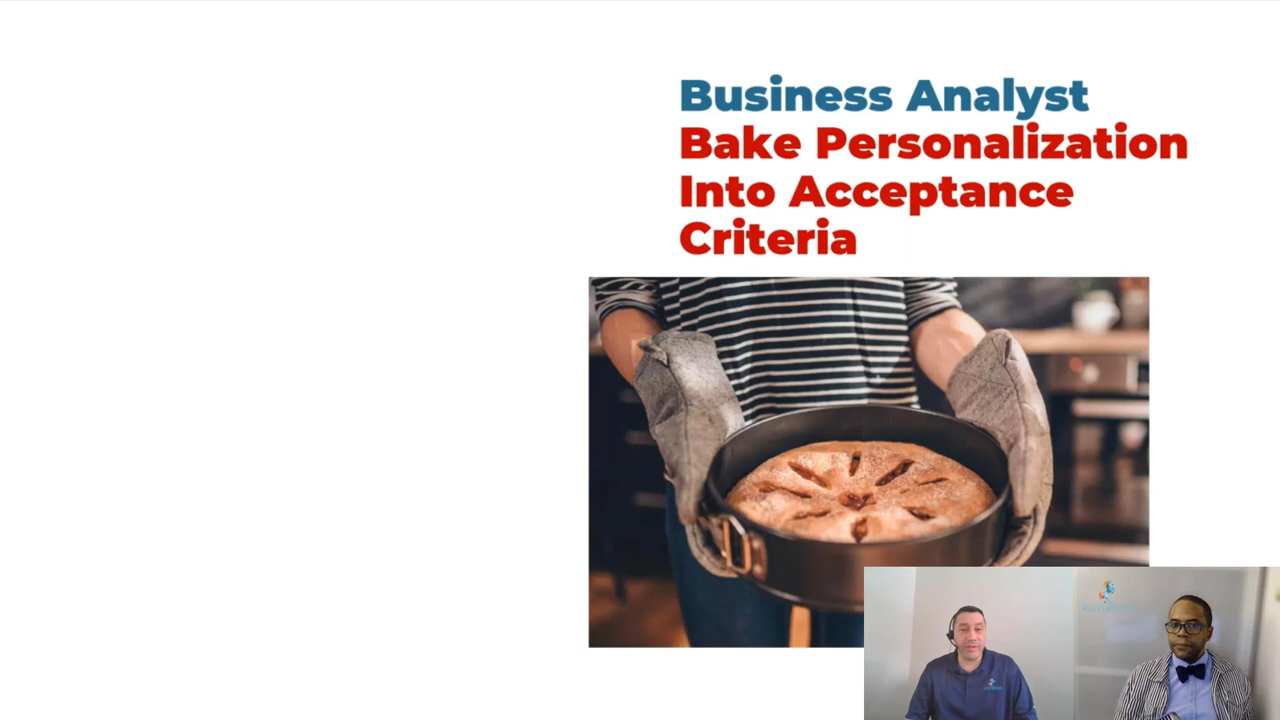 Business Analyst
Bake Personalization
Into Acceptance
Criteria